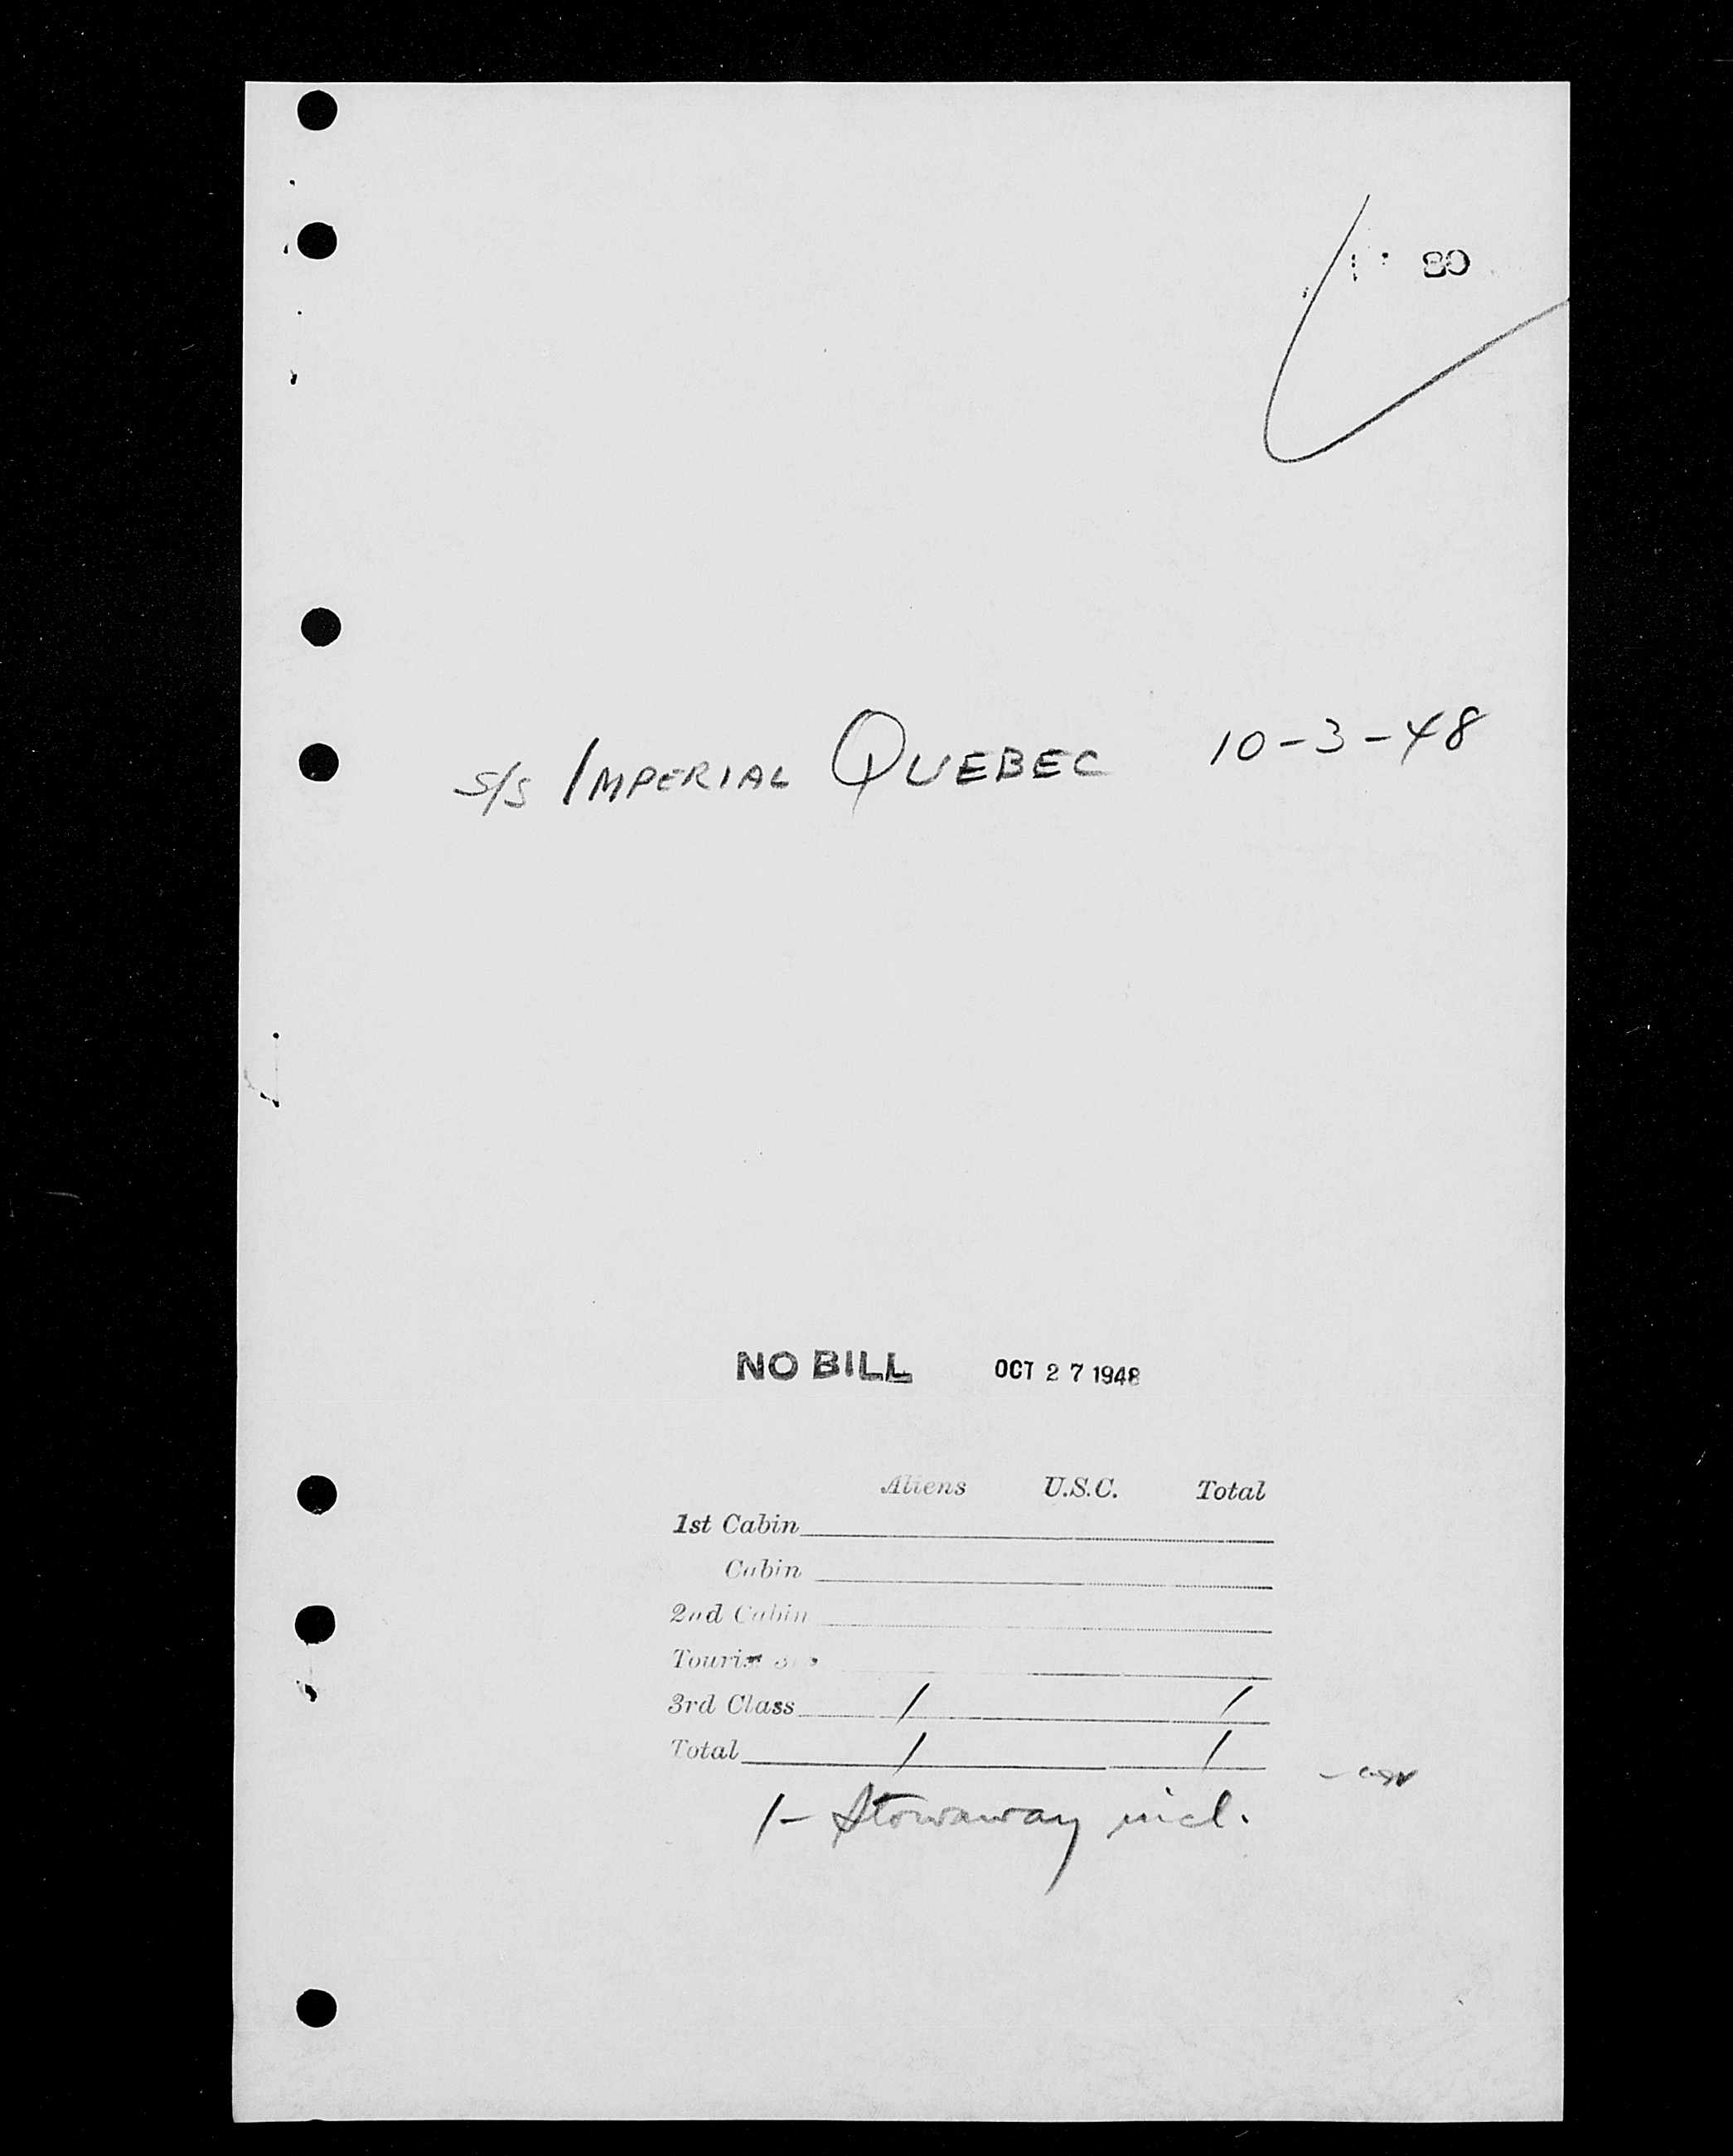 80
S/S IMPERIAL QUEBEC 10-3-48
NO BILL OCT 27 1948
Aliens U.S.C. Total
1st Cabin
Cabin
2nd Cabin
Tourist
3rd Class 1 1
Total 1 1
1- Stowaway incl.